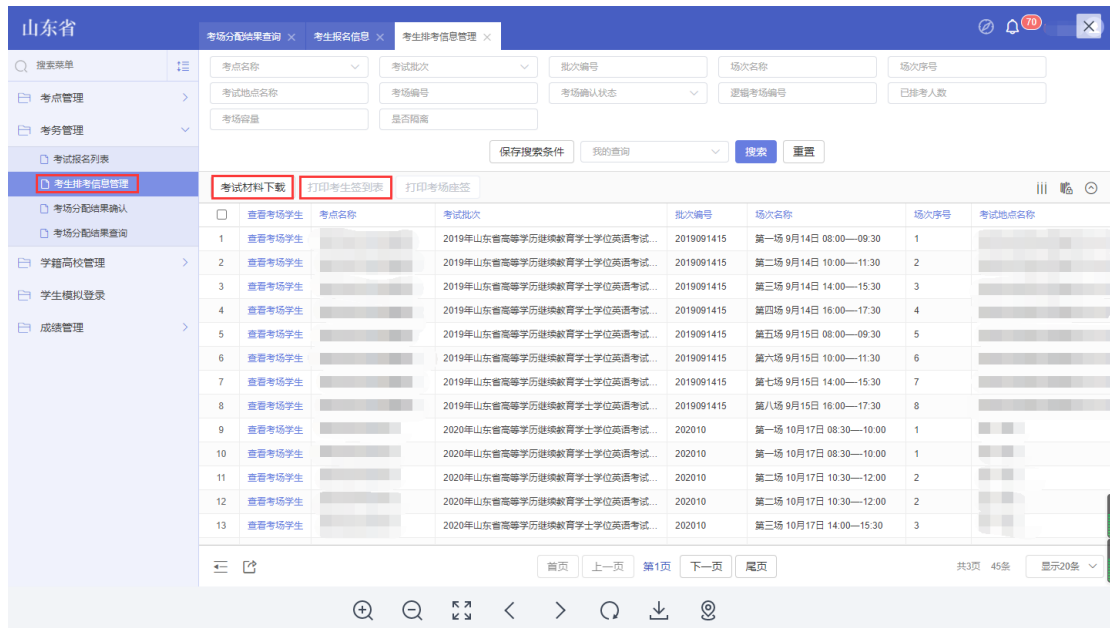 山东省
考场分配结果查询 考生报名信息 考生排考信息管理 70
搜索菜单
考点管理
考务管理
考试报名列表
考生排考信息管理
考场分配结果确认
考场分配结果查询
学籍高校管理
学生模拟登录
成绩管理
考点名称 考试批次 批次编号 场次名称 场次序号
考试地点名称 考场编号 考场确认状态 逻辑考场编号 已排考人数
考场容量 是否隔离
保存搜索条件 我的查询 搜索 重置
考试材料下载 打印考生签到表 打印考场座签
查看考场学生 考点名称 考试批次 批次编号 场次名称 场次序号 考试地点名称
1 查看考场学生 2019年山东省高等学历继续教育学士学位英语考试... 2019091415 第一场 9月14日 08:00-—09:30 1
2 查看考场学生 2019年山东省高等学历继续教育学士学位英语考试... 2019091415 第二场 9月14日 10:00-—11:30 2
3 查看考场学生 2019年山东省高等学历继续教育学士学位英语考试... 2019091415 第三场 9月14日 14:00-—15:30 3
4 查看考场学生 2019年山东省高等学历继续教育学士学位英语考试... 2019091415 第四场 9月14日 16:00-—17:30 4
5 查看考场学生 2019年山东省高等学历继续教育学士学位英语考试... 2019091415 第五场 9月15日 08:00-—09:30 5
6 查看考场学生 2019年山东省高等学历继续教育学士学位英语考试... 2019091415 第六场 9月15日 10:00-—11:30 6
7 查看考场学生 2019年山东省高等学历继续教育学士学位英语考试... 2019091415 第七场 9月15日 14:00-—15:30 7
8 查看考场学生 2019年山东省高等学历继续教育学士学位英语考试... 2019091415 第八场 9月15日 16:00-—17:30 8
9 查看考场学生 2020年山东省高等学历继续教育学士学位英语考试... 202010 第一场 10月17日 08:30-—10:00 1
10 查看考场学生 2020年山东省高等学历继续教育学士学位英语考试... 202010 第一场 10月17日 08:30-—10:00 1
11 查看考场学生 2020年山东省高等学历继续教育学士学位英语考试... 202010 第二场 10月17日 10:30-—12:00 2
12 查看考场学生 2020年山东省高等学历继续教育学士学位英语考试... 202010 第二场 10月17日 10:30-—12:00 2
13 查看考场学生 2020年山东省高等学历继续教育学士学位英语考试... 202010 第三场 10月17日 14:00—15:30 3
首页 上一页 第1页 下一页 尾页 共3页 45条 显示20条